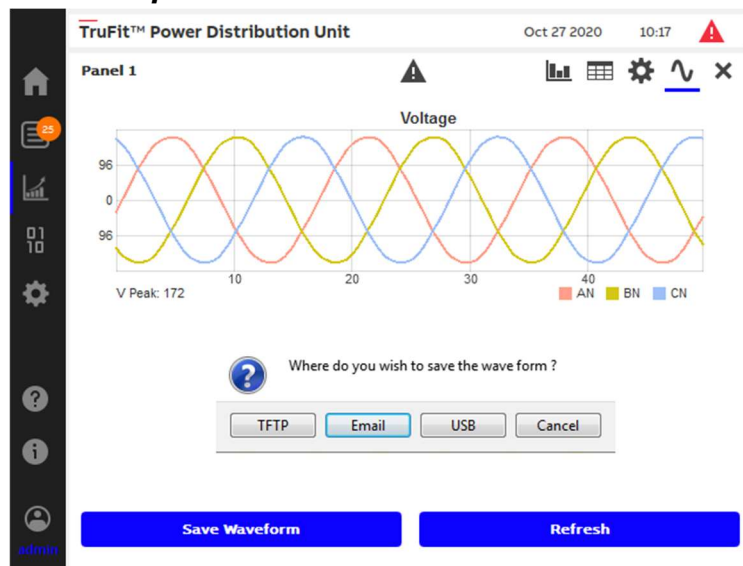 TruFit™ Power Distribution Unit Oct 27 2020 10:17
Panel 1
25
Voltage
96
0
96
10 20 30 40
V Peak: 172 AN BN CN
Where do you wish to save the wave form ?
TFTP Email USB Cancel
Save Waveform Refresh
admin